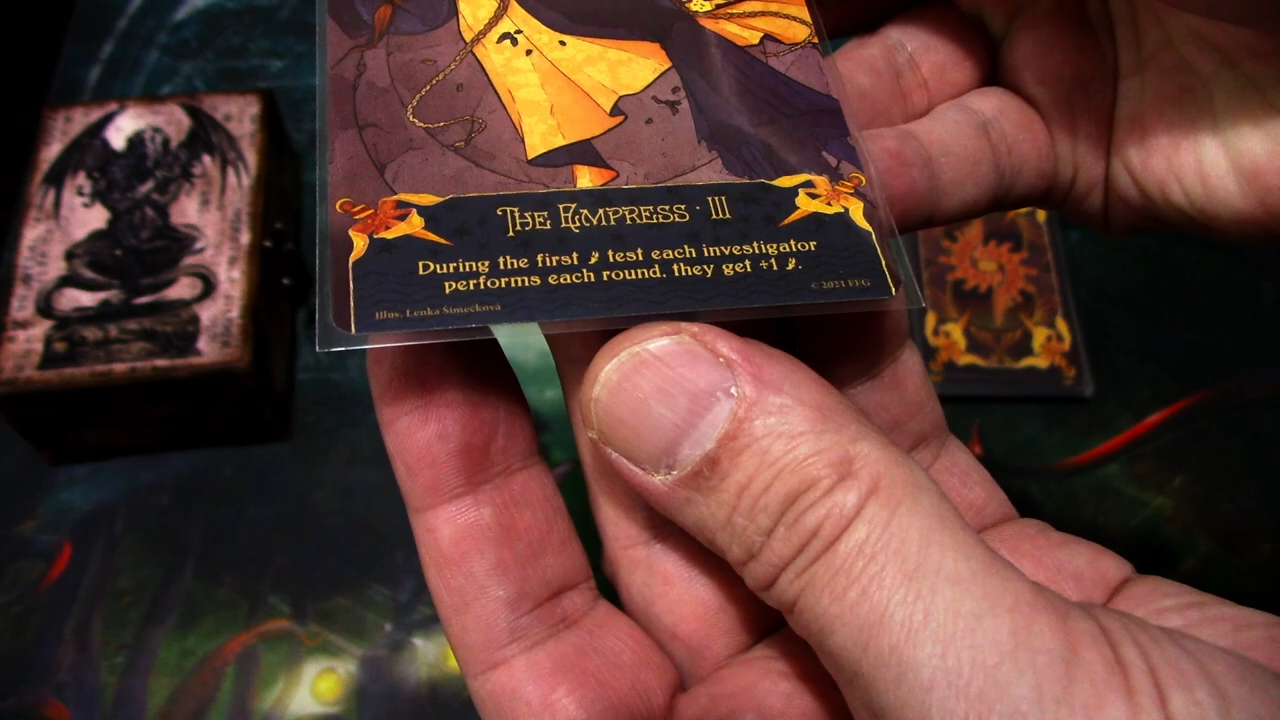 The Empress · III
During the first test each investigator
performs each round, they get +1 .
Illus. Lenka Šimečková
© 2021 FFG